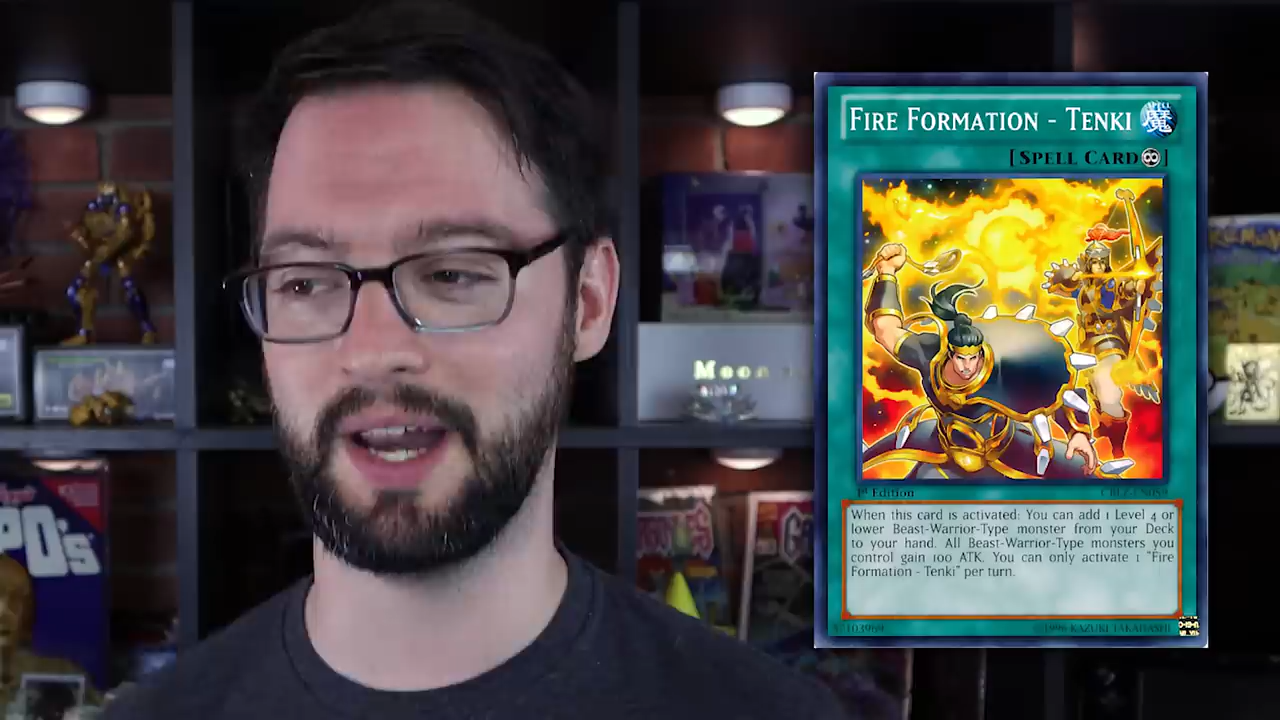 FIRE FORMATION - TENKI
魔
[SPELL CARD]
1st Edition
When this card is activated: You can add 1 Level 4 or
lower Beast-Warrior-Type monster from your Deck
to your hand. All Beast-Warrior-Type monsters you
control gain 100 ATK. You can only activate 1 "Fire
Formation - Tenki" per turn.
©1996 KAZUKI TAKAHASHI
Moon
PO's